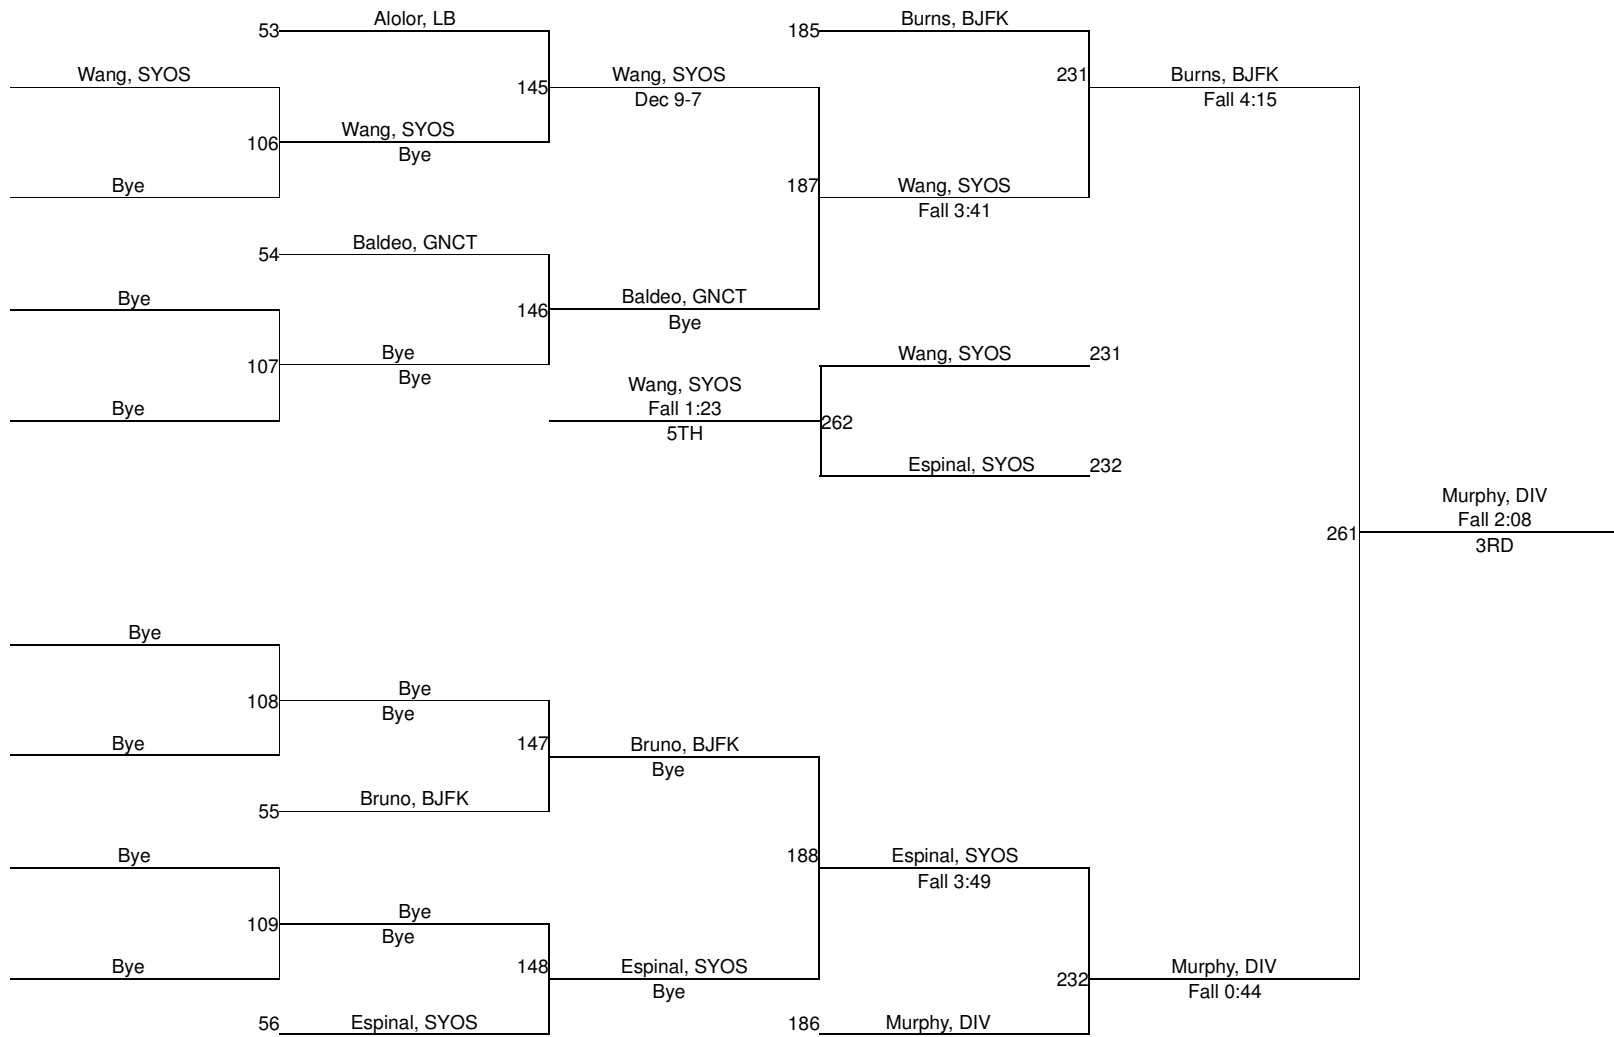 Alolor, LB
Burns, BJFK
53
185
Wang, SYOS
Wang, SYOS
231
Burns, BJFK
145
Dec 9-7
Fall 4:15
Wang, SYOS
106
Bye
Bye
187
Wang, SYOS
Fall 3:41
Baldeo, GNCT
54
Bye
Baldeo, GNCT
146
Bye
Bye
Wang, SYOS
231
107
Bye
Wang, SYOS
Bye
Fall 1:23
262
5TH
Espinal, SYOS
232
Murphy, DIV
Fall 2:08
261
3RD
Bye
Bye
108
Bye
Bye
147
Bruno, BJFK
Bye
Bruno, BJFK
55
Bye
188
Espinal, SYOS
Fall 3:49
Bye
109
Bye
Bye
148
Espinal, SYOS
Murphy, DIV
232
Bye
Fall 0:44
56
Espinal, SYOS
186
Murphy, DIV